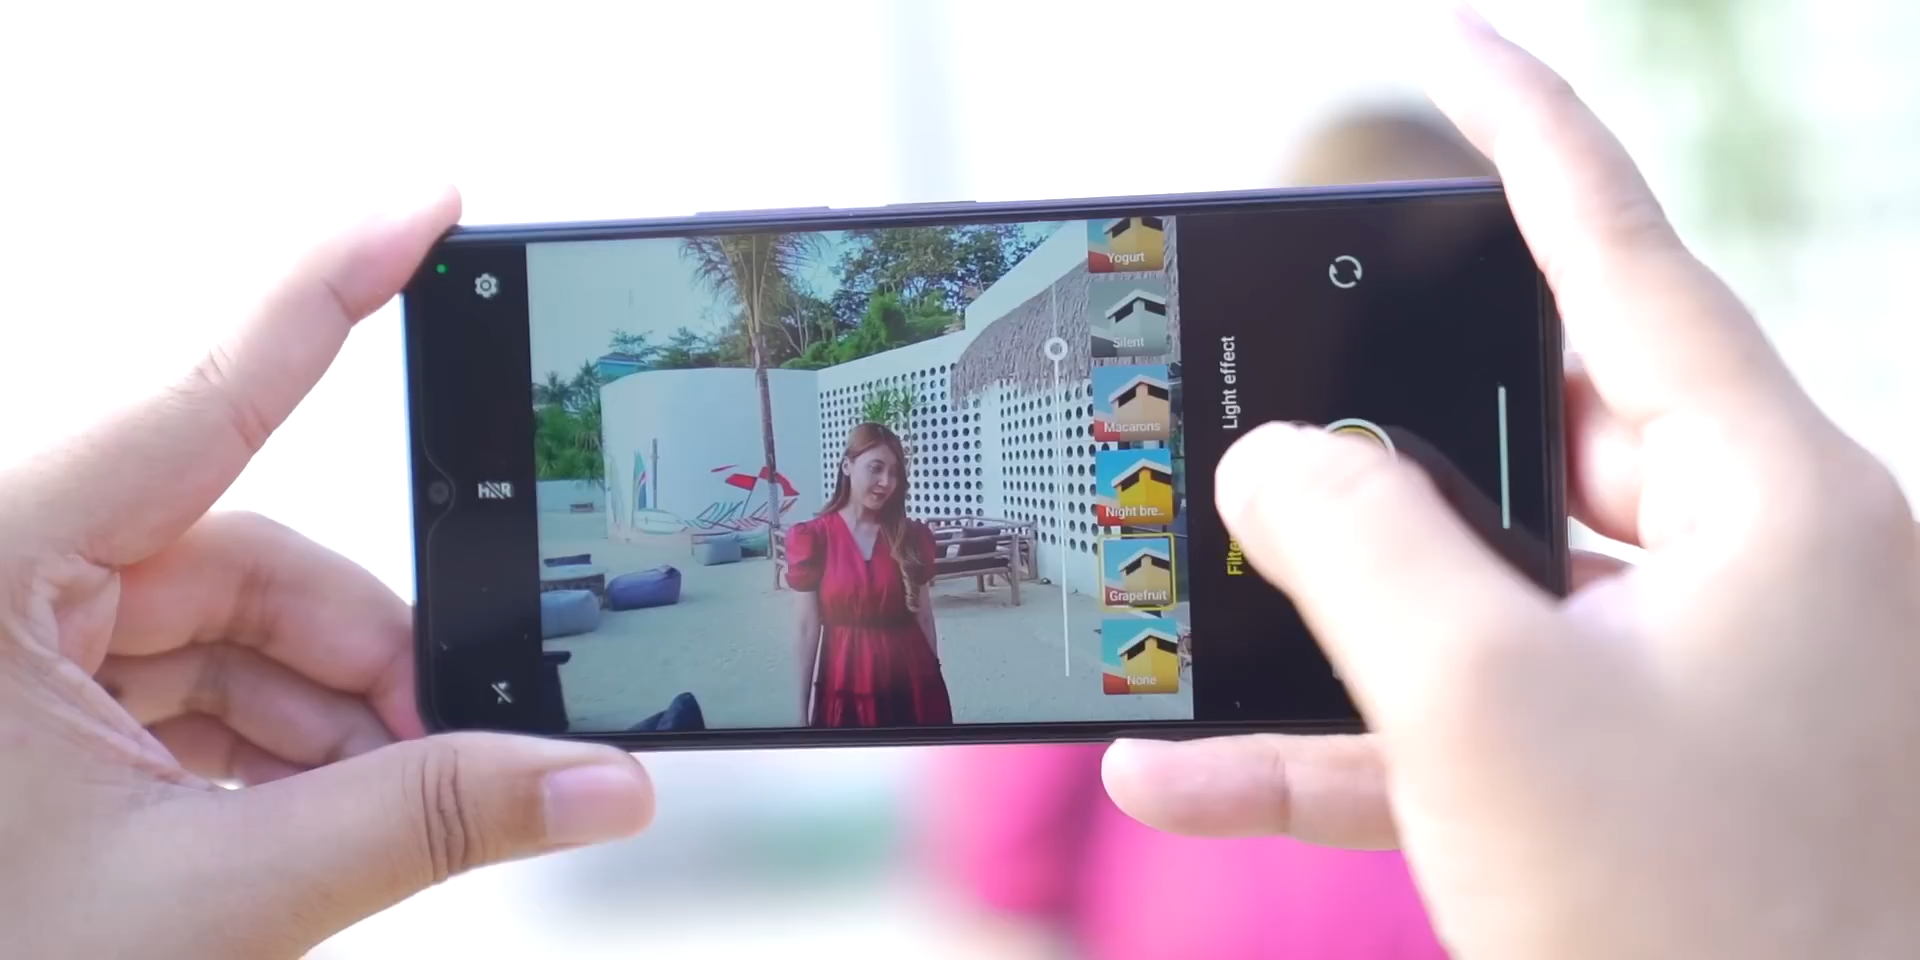 HDR
Yogurt
Silent
Macarons
Night bre..
Grapefruit
None
Light effect